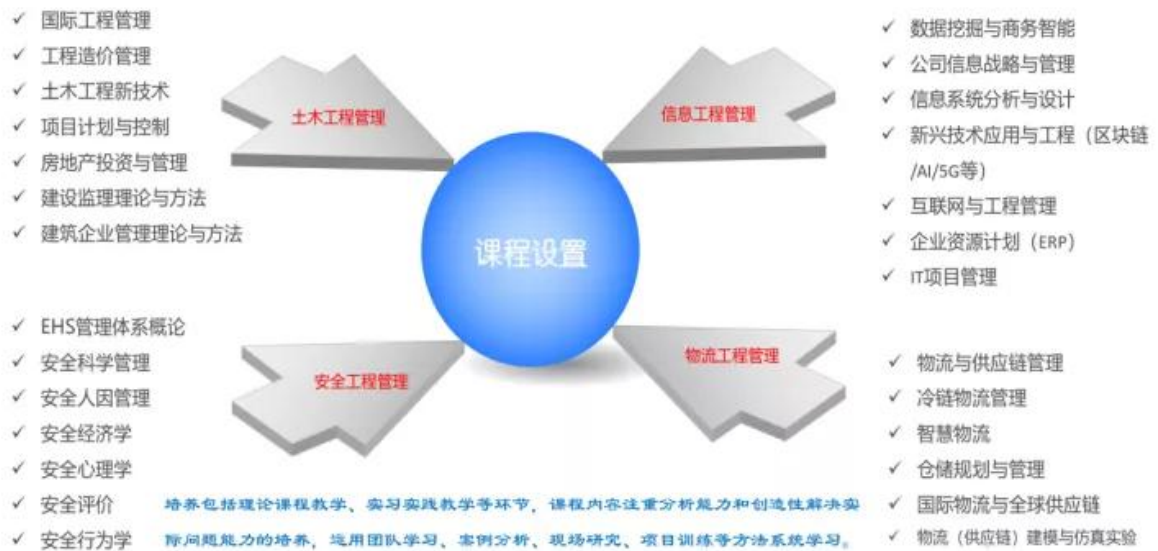 国际工程管理
工程造价管理
土木工程新技术
项目计划与控制
房地产投资与管理
建设监理理论与方法
建筑企业管理理论与方法
土木工程管理
信息工程管理
数据挖掘与商务智能
公司信息战略与管理
信息系统分析与设计
新兴技术应用与工程（区块链
/AI/5G等）
互联网与工程管理
企业资源计划（ERP）
IT项目管理
课程设置
EHS管理体系概论
安全科学管理
安全人因管理
安全经济学
安全心理学
安全评价
安全行为学
安全工程管理
物流工程管理
物流与供应链管理
冷链物流管理
智慧物流
仓储规划与管理
国际物流与全球供应链
物流（供应链）建模与仿真实验
培养包括理论课程教学、实习实践教学等环节，课程内容注重分析能力和创造性解决实
际问题能力的培养，运用团队学习、案例分析、现场研究、项目训练等方法系统学习。